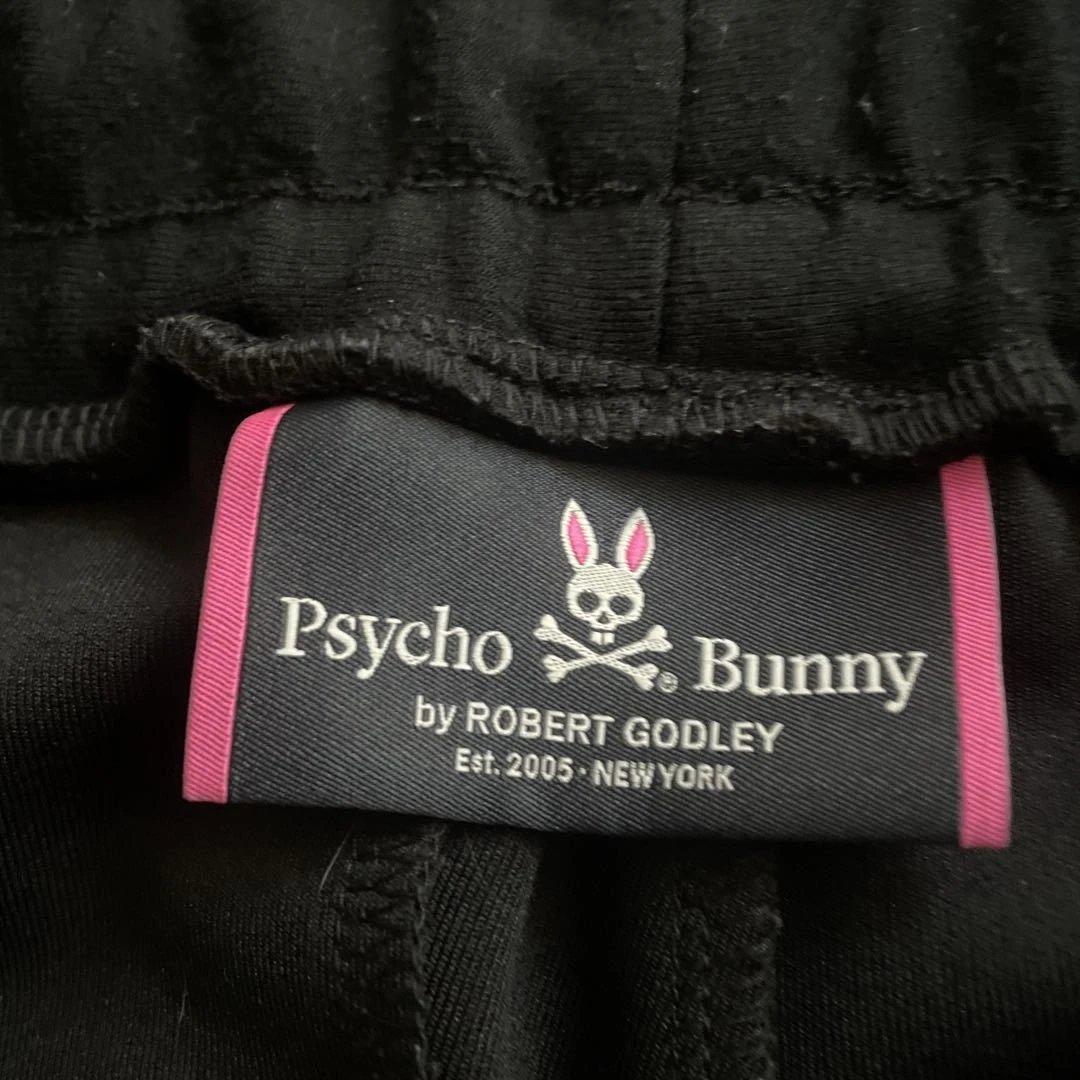 Psycho ® Bunny
by ROBERT GODLEY
Est. 2005 · NEW YORK